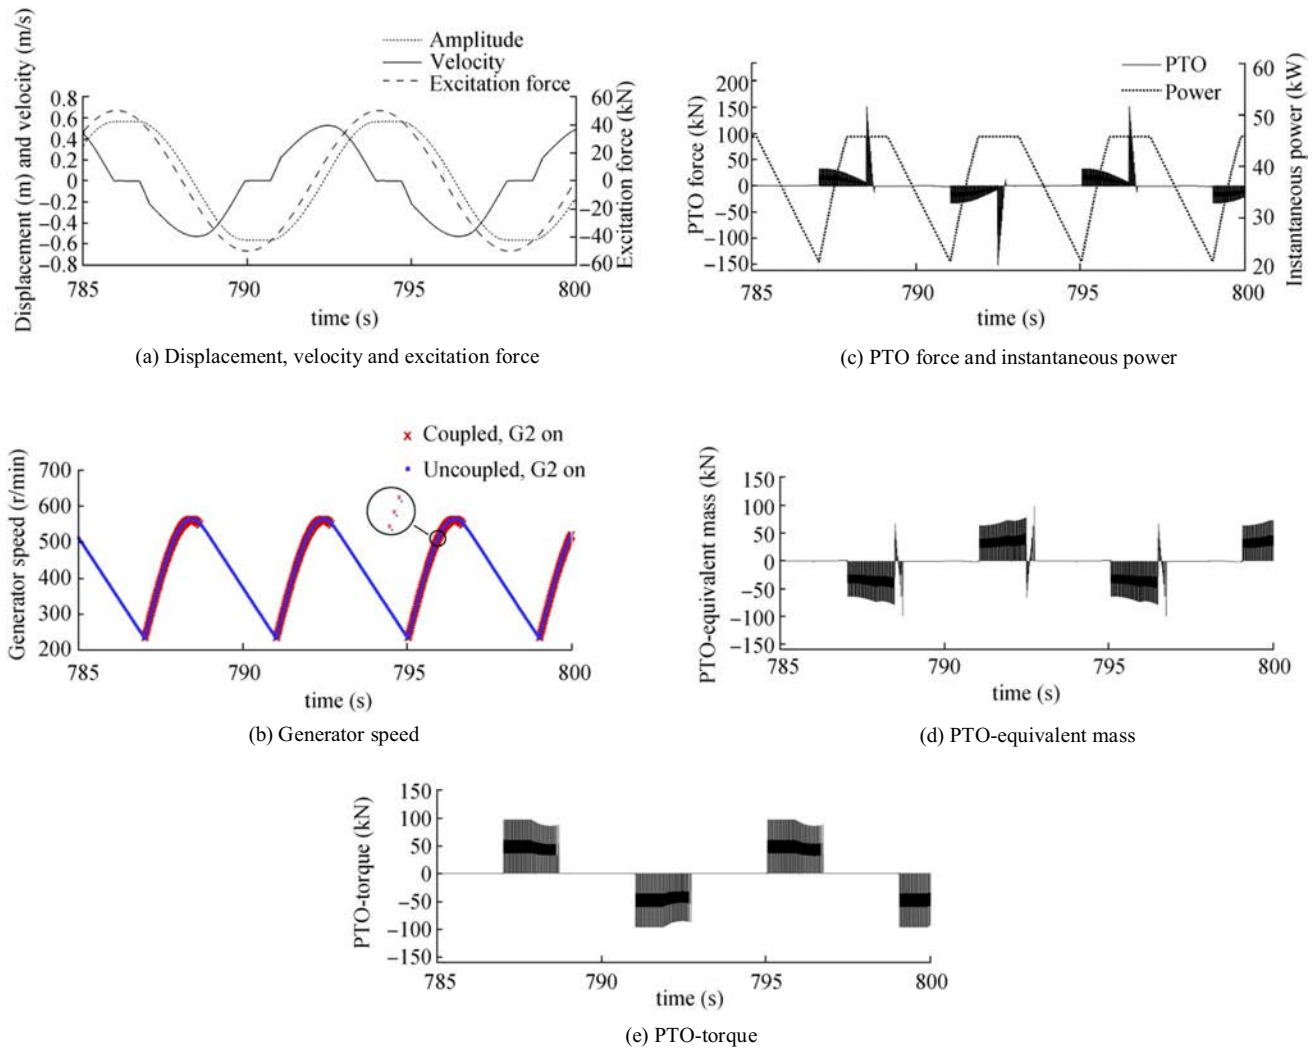 Amplitude
Velocity
Excitation force
Displacement (m) and velocity (m/s)
0.8
0.6
0.4
0.2
0
−0.2
−0.4
−0.6
−0.8
60
40
20
0
−20
−40
−60
Excitation force (kN)
785 790 795 800
time (s)
(a) Displacement, velocity and excitation force
PTO
Power
PTO force (kN)
200
150
100
50
0
−50
−100
−150
60
50
40
30
20
Instantaneous power (kW)
785 790 795 800
time (s)
(c) PTO force and instantaneous power
Coupled, G2 on
Uncoupled, G2 on
Generator speed (r/min)
700
600
500
400
300
200
785 790 795 800
time (s)
(b) Generator speed
PTO-equivalent mass (kN)
150
100
50
0
−50
−100
−150
785 790 795 800
time (s)
(d) PTO-equivalent mass
PTO-torque (kN)
150
100
50
0
−50
−100
−150
785 790 795 800
time (s)
(e) PTO-torque